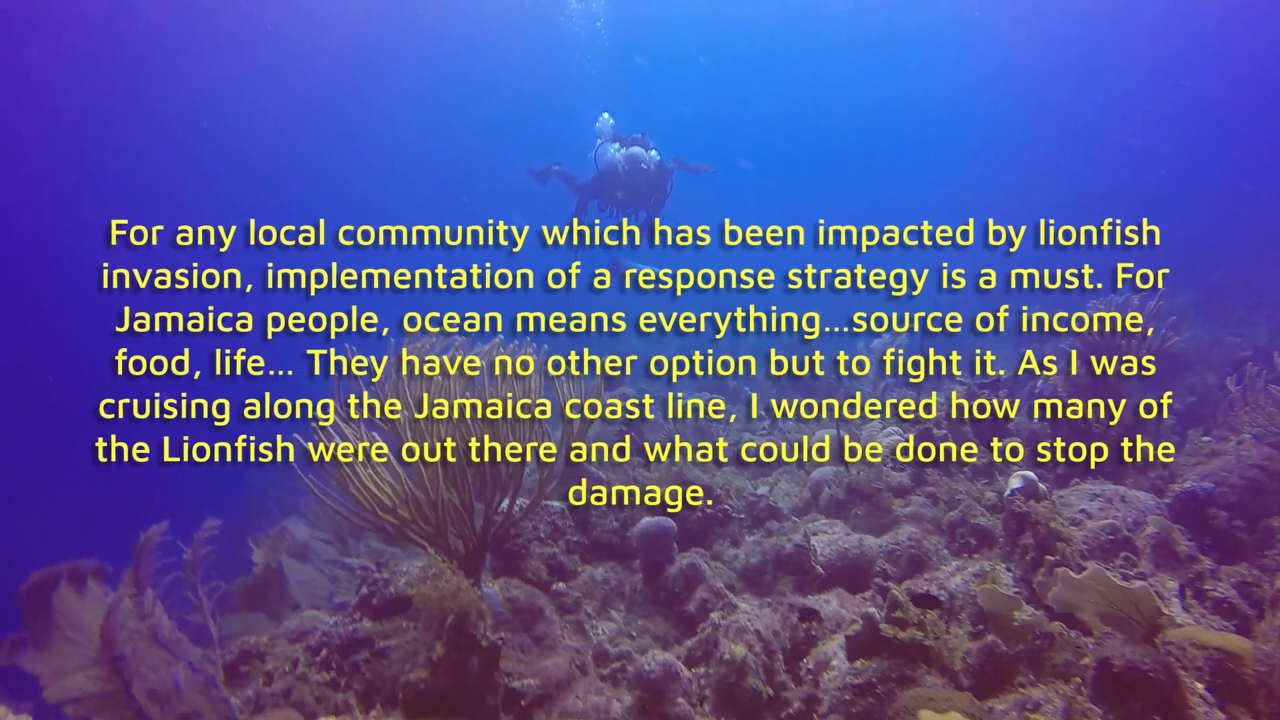 For any local community which has been impacted by lionfish
invasion, implementation of a response strategy is a must. For
Jamaica people, ocean means everything...source of income,
food, life... They have no other option but to fight it. As I was
cruising along the Jamaica coast line, I wondered how many of
the Lionfish were out there and what could be done to stop the
damage.